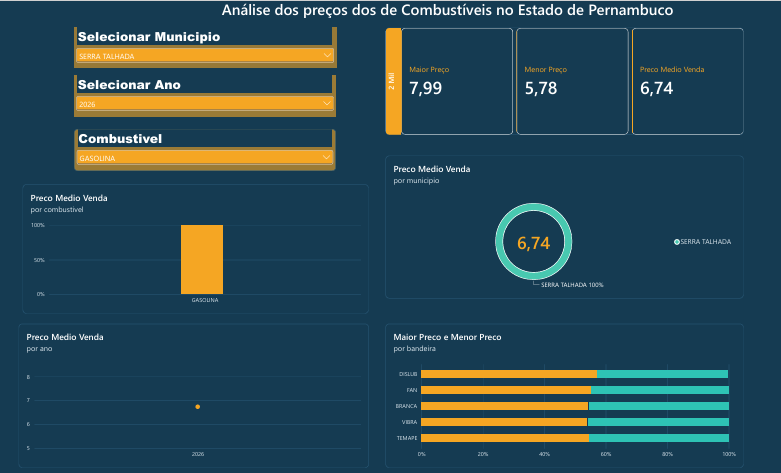 Análise dos preços dos de Combustíveis no Estado de Pernambuco
Selecionar Municipio
SERRA TALHADA
Selecionar Ano
2026
Combustivel
GASOLINA
2 Mil
Maior Preço
7,99
Menor Preço
5,78
Preco Medio Venda
6,74
Preco Medio Venda
por combustivel
100%
50%
0%
GASOLINA
Preco Medio Venda
por municipio
6,74
SERRA TALHADA 100%
SERRA TALHADA
Preco Medio Venda
por ano
8
7
6
5
2026
Maior Preco e Menor Preco
por bandeira
DISLUB
FAN
BRANCA
VIBRA
TEMAPE
0%
20%
40%
60%
80%
100%